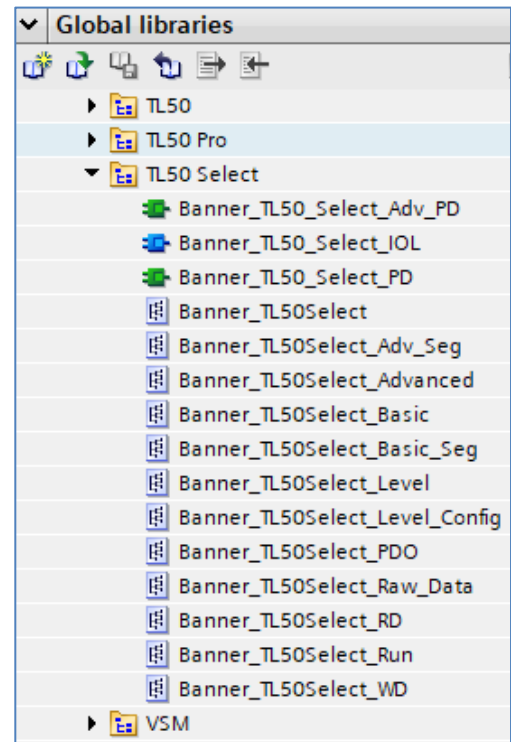 Global libraries
TL50
TL50 Pro
TL50 Select
Banner_TL50_Select_Adv_PD
Banner_TL50_Select_IOL
Banner_TL50_Select_PD
Banner_TL50Select
Banner_TL50Select_Adv_Seg
Banner_TL50Select_Advanced
Banner_TL50Select_Basic
Banner_TL50Select_Basic_Seg
Banner_TL50Select_Level
Banner_TL50Select_Level_Config
Banner_TL50Select_PDO
Banner_TL50Select_Raw_Data
Banner_TL50Select_RD
Banner_TL50Select_Run
Banner_TL50Select_WD
VSM